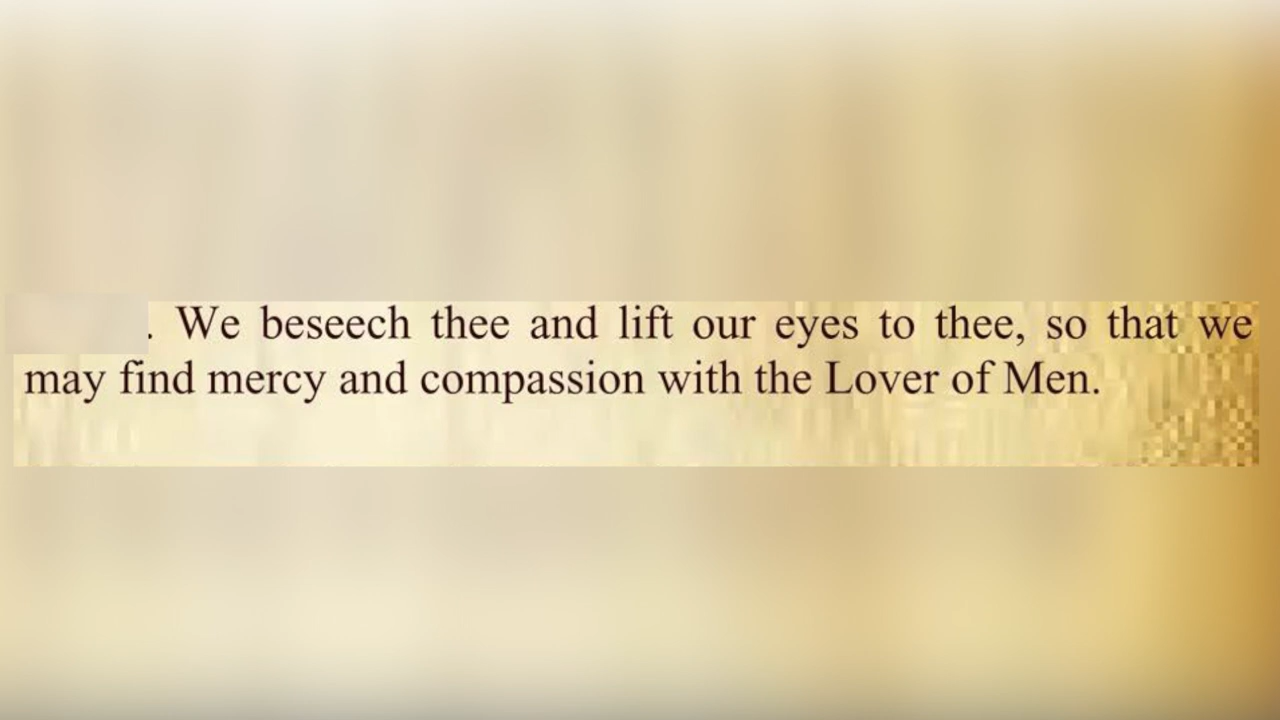 . We beseech thee and lift our eyes to thee, so that we
may find mercy and compassion with the Lover of Men.